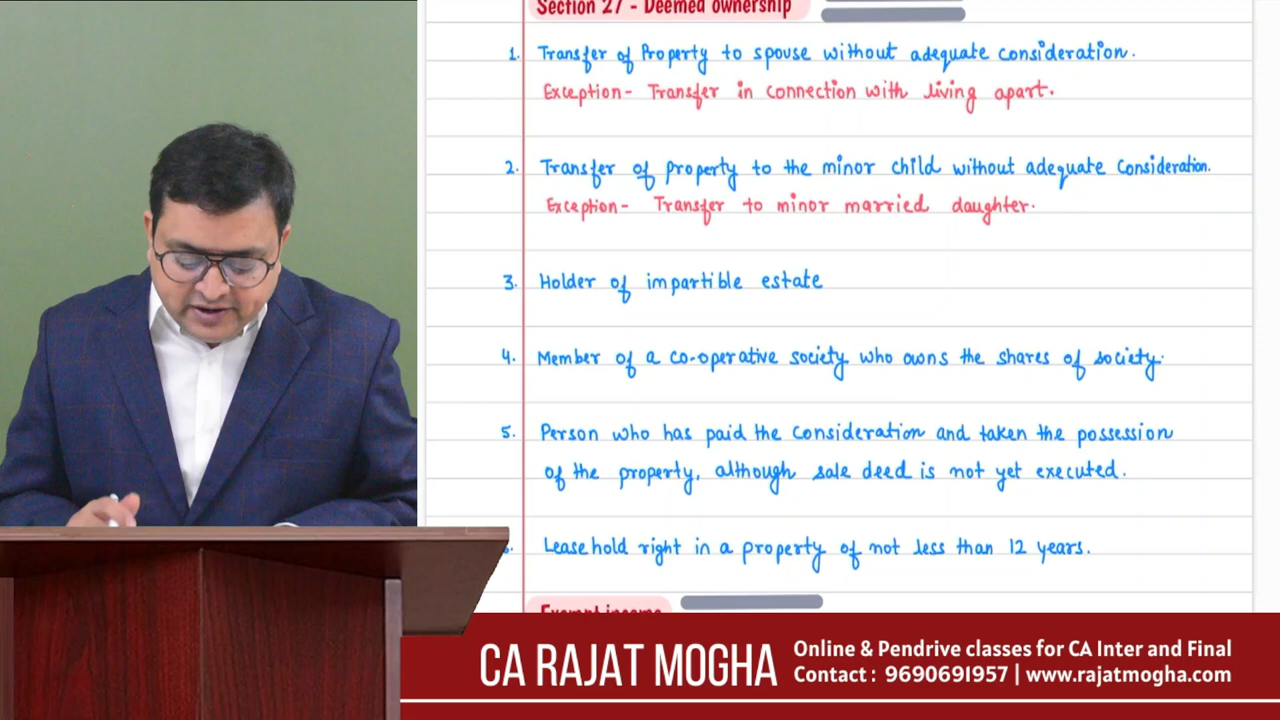 Section 27 - Deemed ownership
1. Transfer of Property to spouse without adequate consideration.
Exception- Transfer in connection with living apart.
2. Transfer of property to the minor child without adequate consideration.
Exception- Transfer to minor married daughter.
3. Holder of impartible estate
4. Member of a co-operative society who owns the shares of society.
5. Person who has paid the consideration and taken the possession
of the property, although sale deed is not yet executed.
Leasehold right in a property of not less than 12 years.
Exempt income
CA RAJAT MOGHA
Online & Pendrive classes for CA Inter and Final
Contact : 9690691957 | www.rajatmogha.com